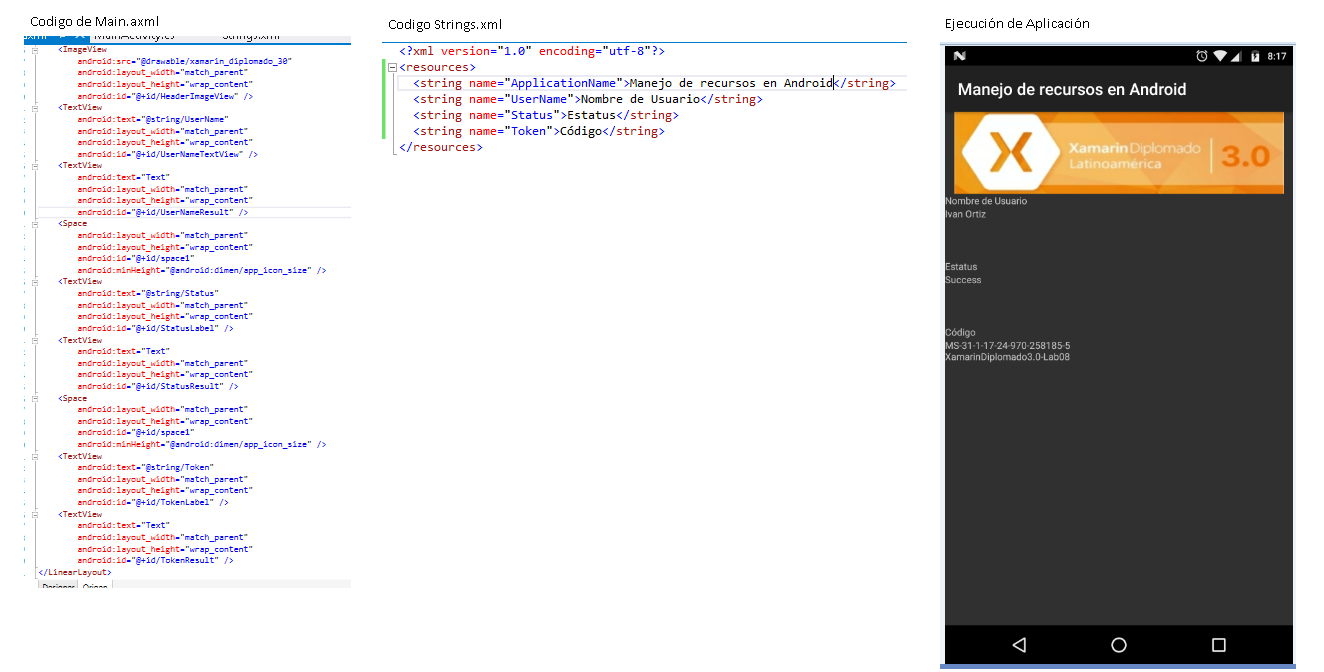 Codigo de Main.axml
MainActivity.cs Strings.xml
<ImageView
android:src="@drawable/xamarin_diplomado_30"
android:layout_width="match_parent"
android:layout_height="wrap_content"
android:id="@+id/HeaderImageView" />
<TextView
android:text="@string/UserName"
android:layout_width="match_parent"
android:layout_height="wrap_content"
android:id="@+id/UserNameTextView" />
<TextView
android:text="Text"
android:layout_width="match_parent"
android:layout_height="wrap_content"
android:id="@+id/UserNameResult" />
<Space
android:layout_width="match_parent"
android:layout_height="wrap_content"
android:id="@+id/space1"
android:minHeight="@android:dimen/app_icon_size" />
<TextView
android:text="@string/Status"
android:layout_width="match_parent"
android:layout_height="wrap_content"
android:id="@+id/StatusLabel" />
<TextView
android:text="Text"
android:layout_width="match_parent"
android:layout_height="wrap_content"
android:id="@+id/StatusResult" />
<Space
android:layout_width="match_parent"
android:layout_height="wrap_content"
android:id="@+id/space1"
android:minHeight="@android:dimen/app_icon_size" />
<TextView
android:text="@string/Token"
android:layout_width="match_parent"
android:layout_height="wrap_content"
android:id="@+id/TokenLabel" />
<TextView
android:text="Text"
android:layout_width="match_parent"
android:layout_height="wrap_content"
android:id="@+id/TokenResult" />
</LinearLayout>
Designer Origen
Codigo Strings.xml
<?xml version="1.0" encoding="utf-8"?>
<resources>
<string name="ApplicationName">Manejo de recursos en Android</string>
<string name="UserName">Nombre de Usuario</string>
<string name="Status">Estatus</string>
<string name="Token">Código</string>
</resources>
Ejecución de Aplicación
8:17
Manejo de recursos en Android
Xamarin Diplomado
Latinoamérica
3.0
Nombre de Usuario
Ivan Ortiz
Estatus
Success
Código
MS-31-1-17-24-970-258185-5
XamarinDiplomado3.0-Lab08